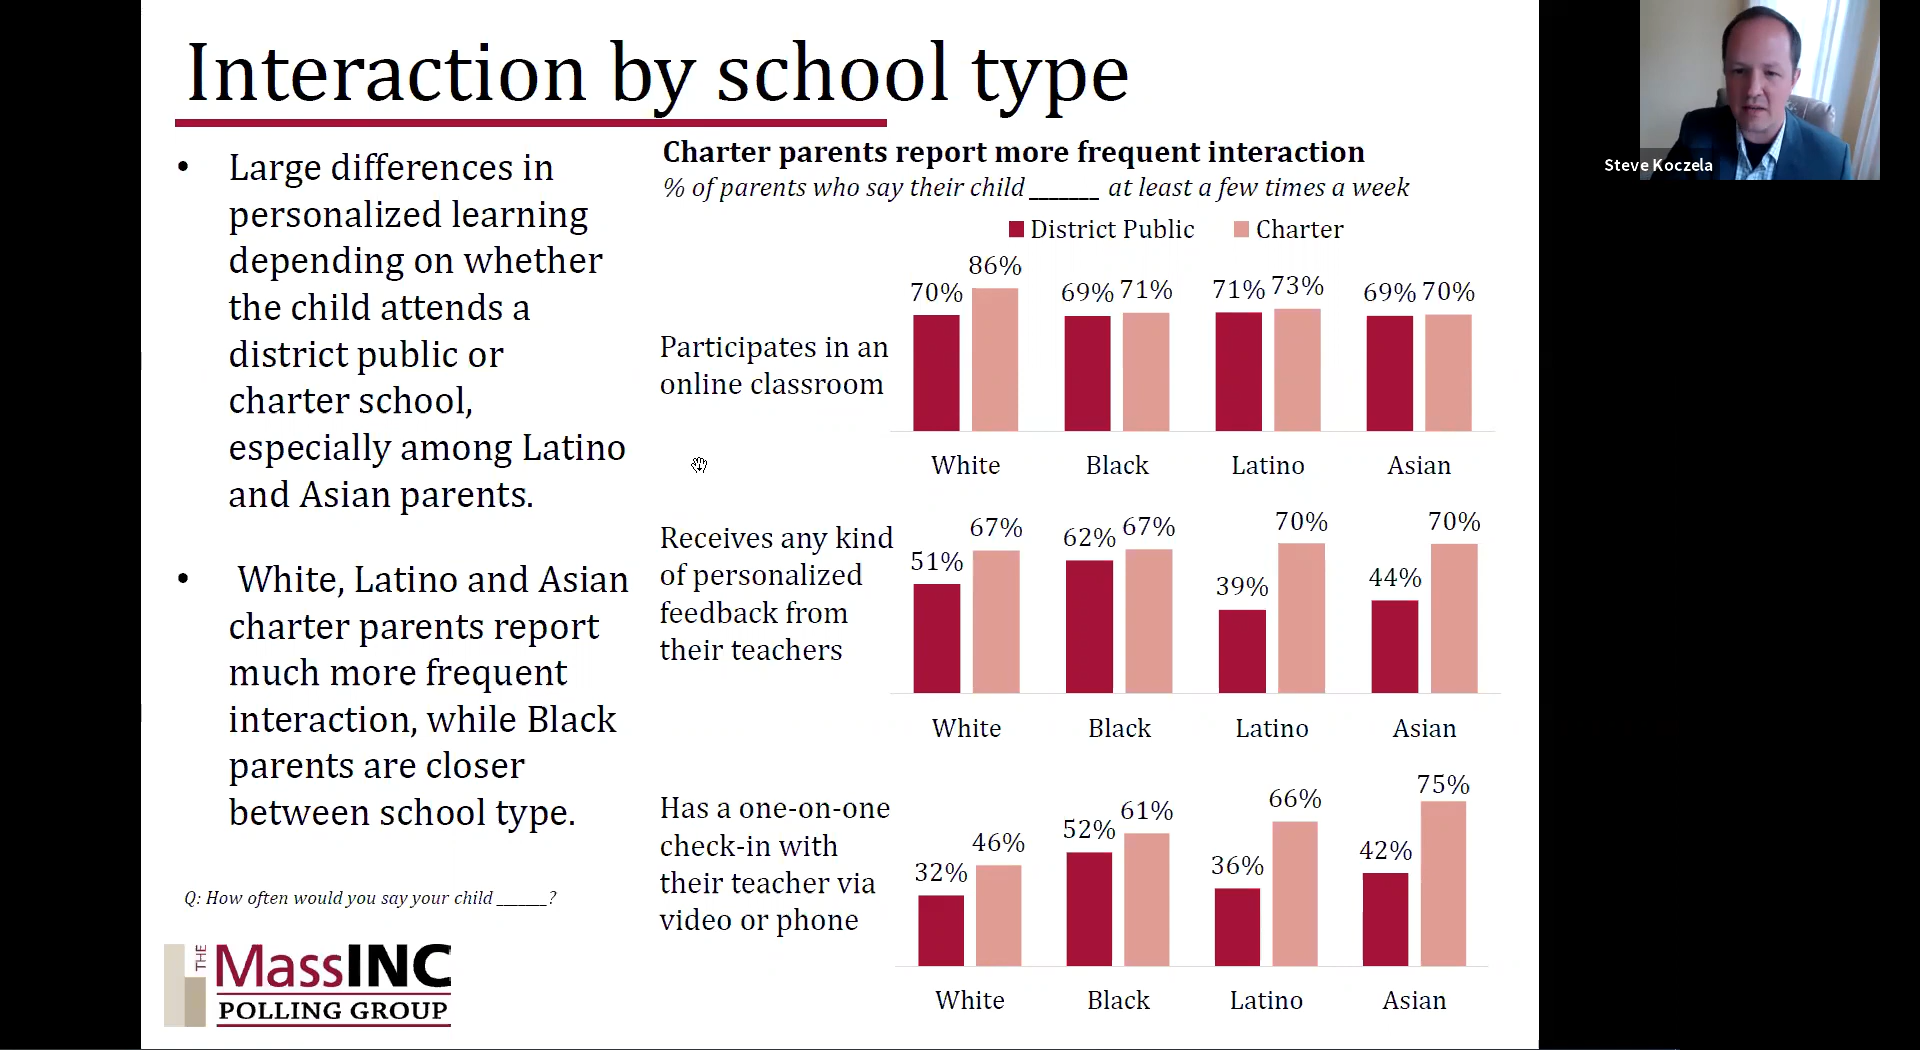 Interaction by school type
• Large differences in
personalized learning
depending on whether
the child attends a
district public or
charter school,
especially among Latino
and Asian parents.
• White, Latino and Asian
charter parents report
much more frequent
interaction, while Black
parents are closer
between school type.
Q: How often would you say your child ______?
THE
MassINC
POLLING GROUP
Charter parents report more frequent interaction
% of parents who say their child ______ at least a few times a week
District Public Charter
Participates in an
online classroom
70% 86% 69% 71% 71% 73% 69% 70%
White Black Latino Asian
Receives any kind
of personalized
feedback from
their teachers
51% 67% 62% 67% 39% 70% 44% 70%
White Black Latino Asian
Has a one-on-one
check-in with
their teacher via
video or phone
32% 46% 52% 61% 36% 66% 42% 75%
White Black Latino Asian
Steve Koczela